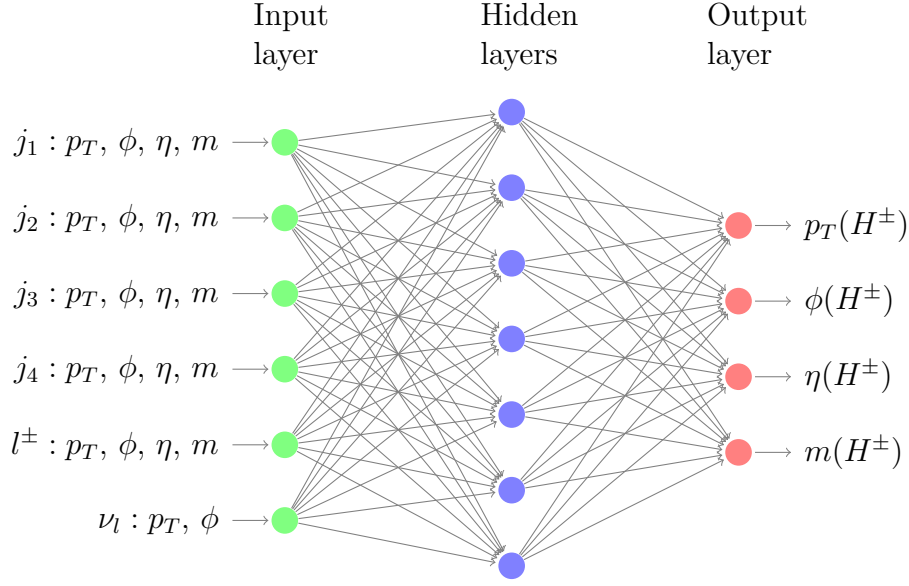 Input
layer
Hidden
layers
Output
layer
j₁ : p_T, ϕ, η, m
j₂ : p_T, ϕ, η, m
j₃ : p_T, ϕ, η, m
j₄ : p_T, ϕ, η, m
l± : p_T, ϕ, η, m
ν_l : p_T, ϕ
p_T(H±)
ϕ(H±)
η(H±)
m(H±)